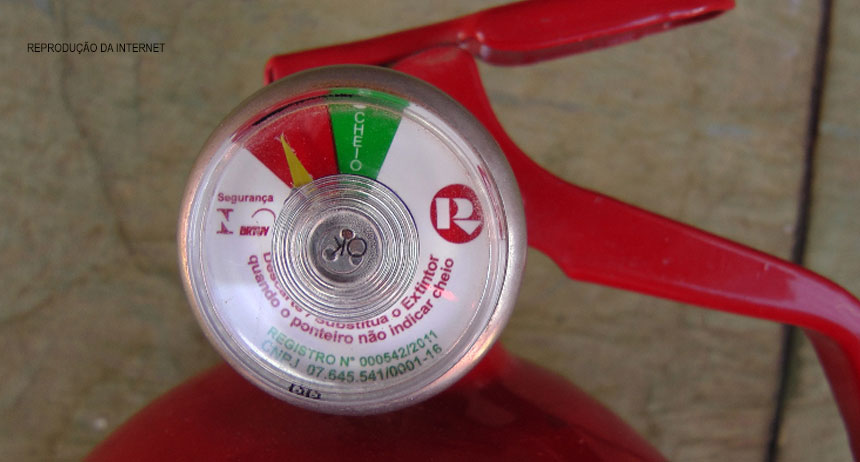 REPRODUÇÃO DA INTERNET
CHEIO
Segurança
R
OK
Descarte / Substitua o Extintor
quando o ponteiro não indicar cheio
REGISTRO N° 000542/2011
CNPJ 07.645.541/0001-16